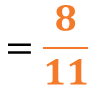 = 8/11